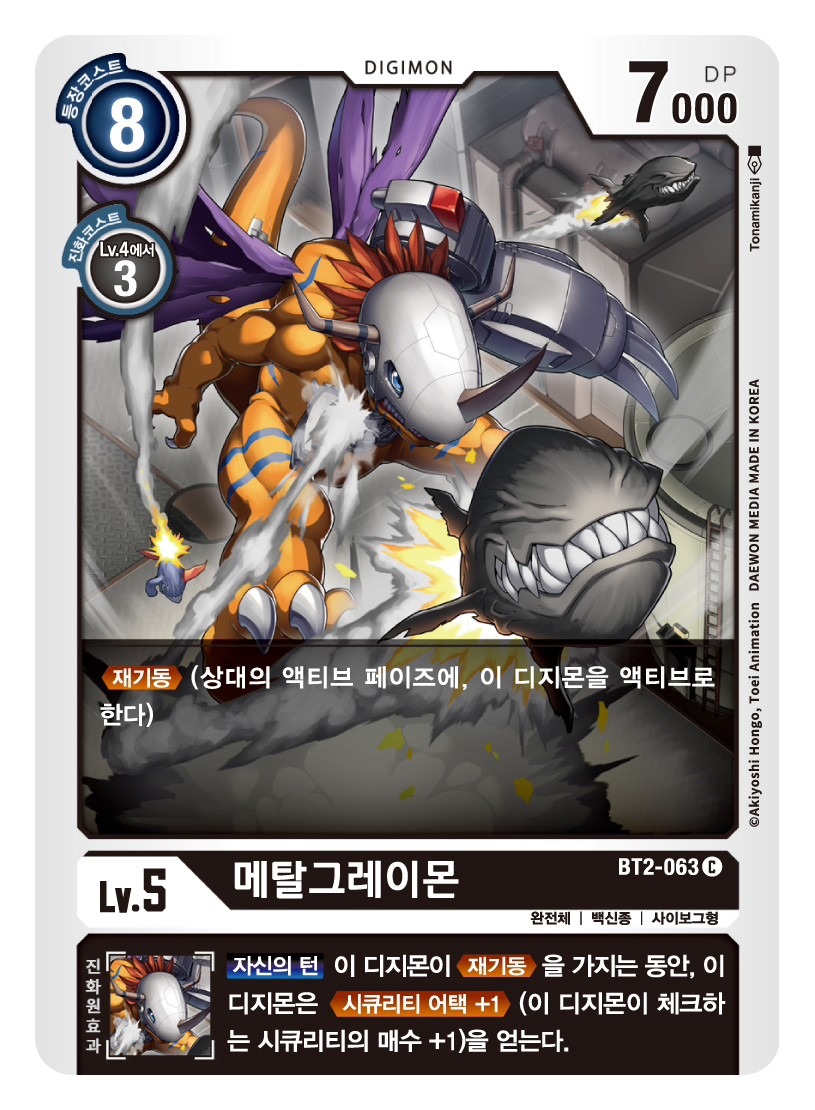 DIGIMON
등장코스트
8
7000
DP
진화코스트
Lv.4에서
3
Tonamikanji
©Akiyoshi Hongo, Toei Animation DAEWON MEDIA MADE IN KOREA
재기동 (상대의 액티브 페이즈에, 이 디지몬을 액티브로
한다)
Lv.5
메탈그레이몬
BT2-063 C
완전체 | 백신종 | 사이보그형
진화원효과
자신의 턴 이 디지몬이 재기동 을 가지는 동안, 이
디지몬은 시큐리티 어택 +1 (이 디지몬이 체크하
는 시큐리티의 매수 +1)을 얻는다.